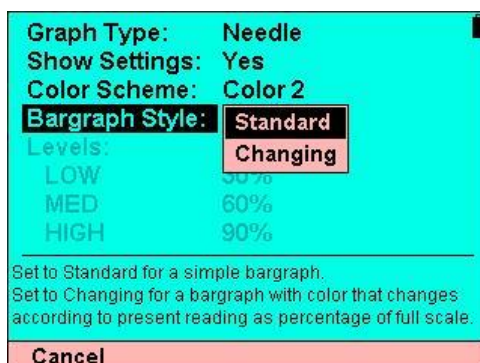 Graph Type: Needle
Show Settings: Yes
Color Scheme: Color 2
Bargraph Style: Standard
Changing
Levels:
LOW 30%
MED 60%
HIGH 90%
Set to Standard for a simple bargraph.
Set to Changing for a bargraph with color that changes
according to present reading as percentage of full scale.
Cancel